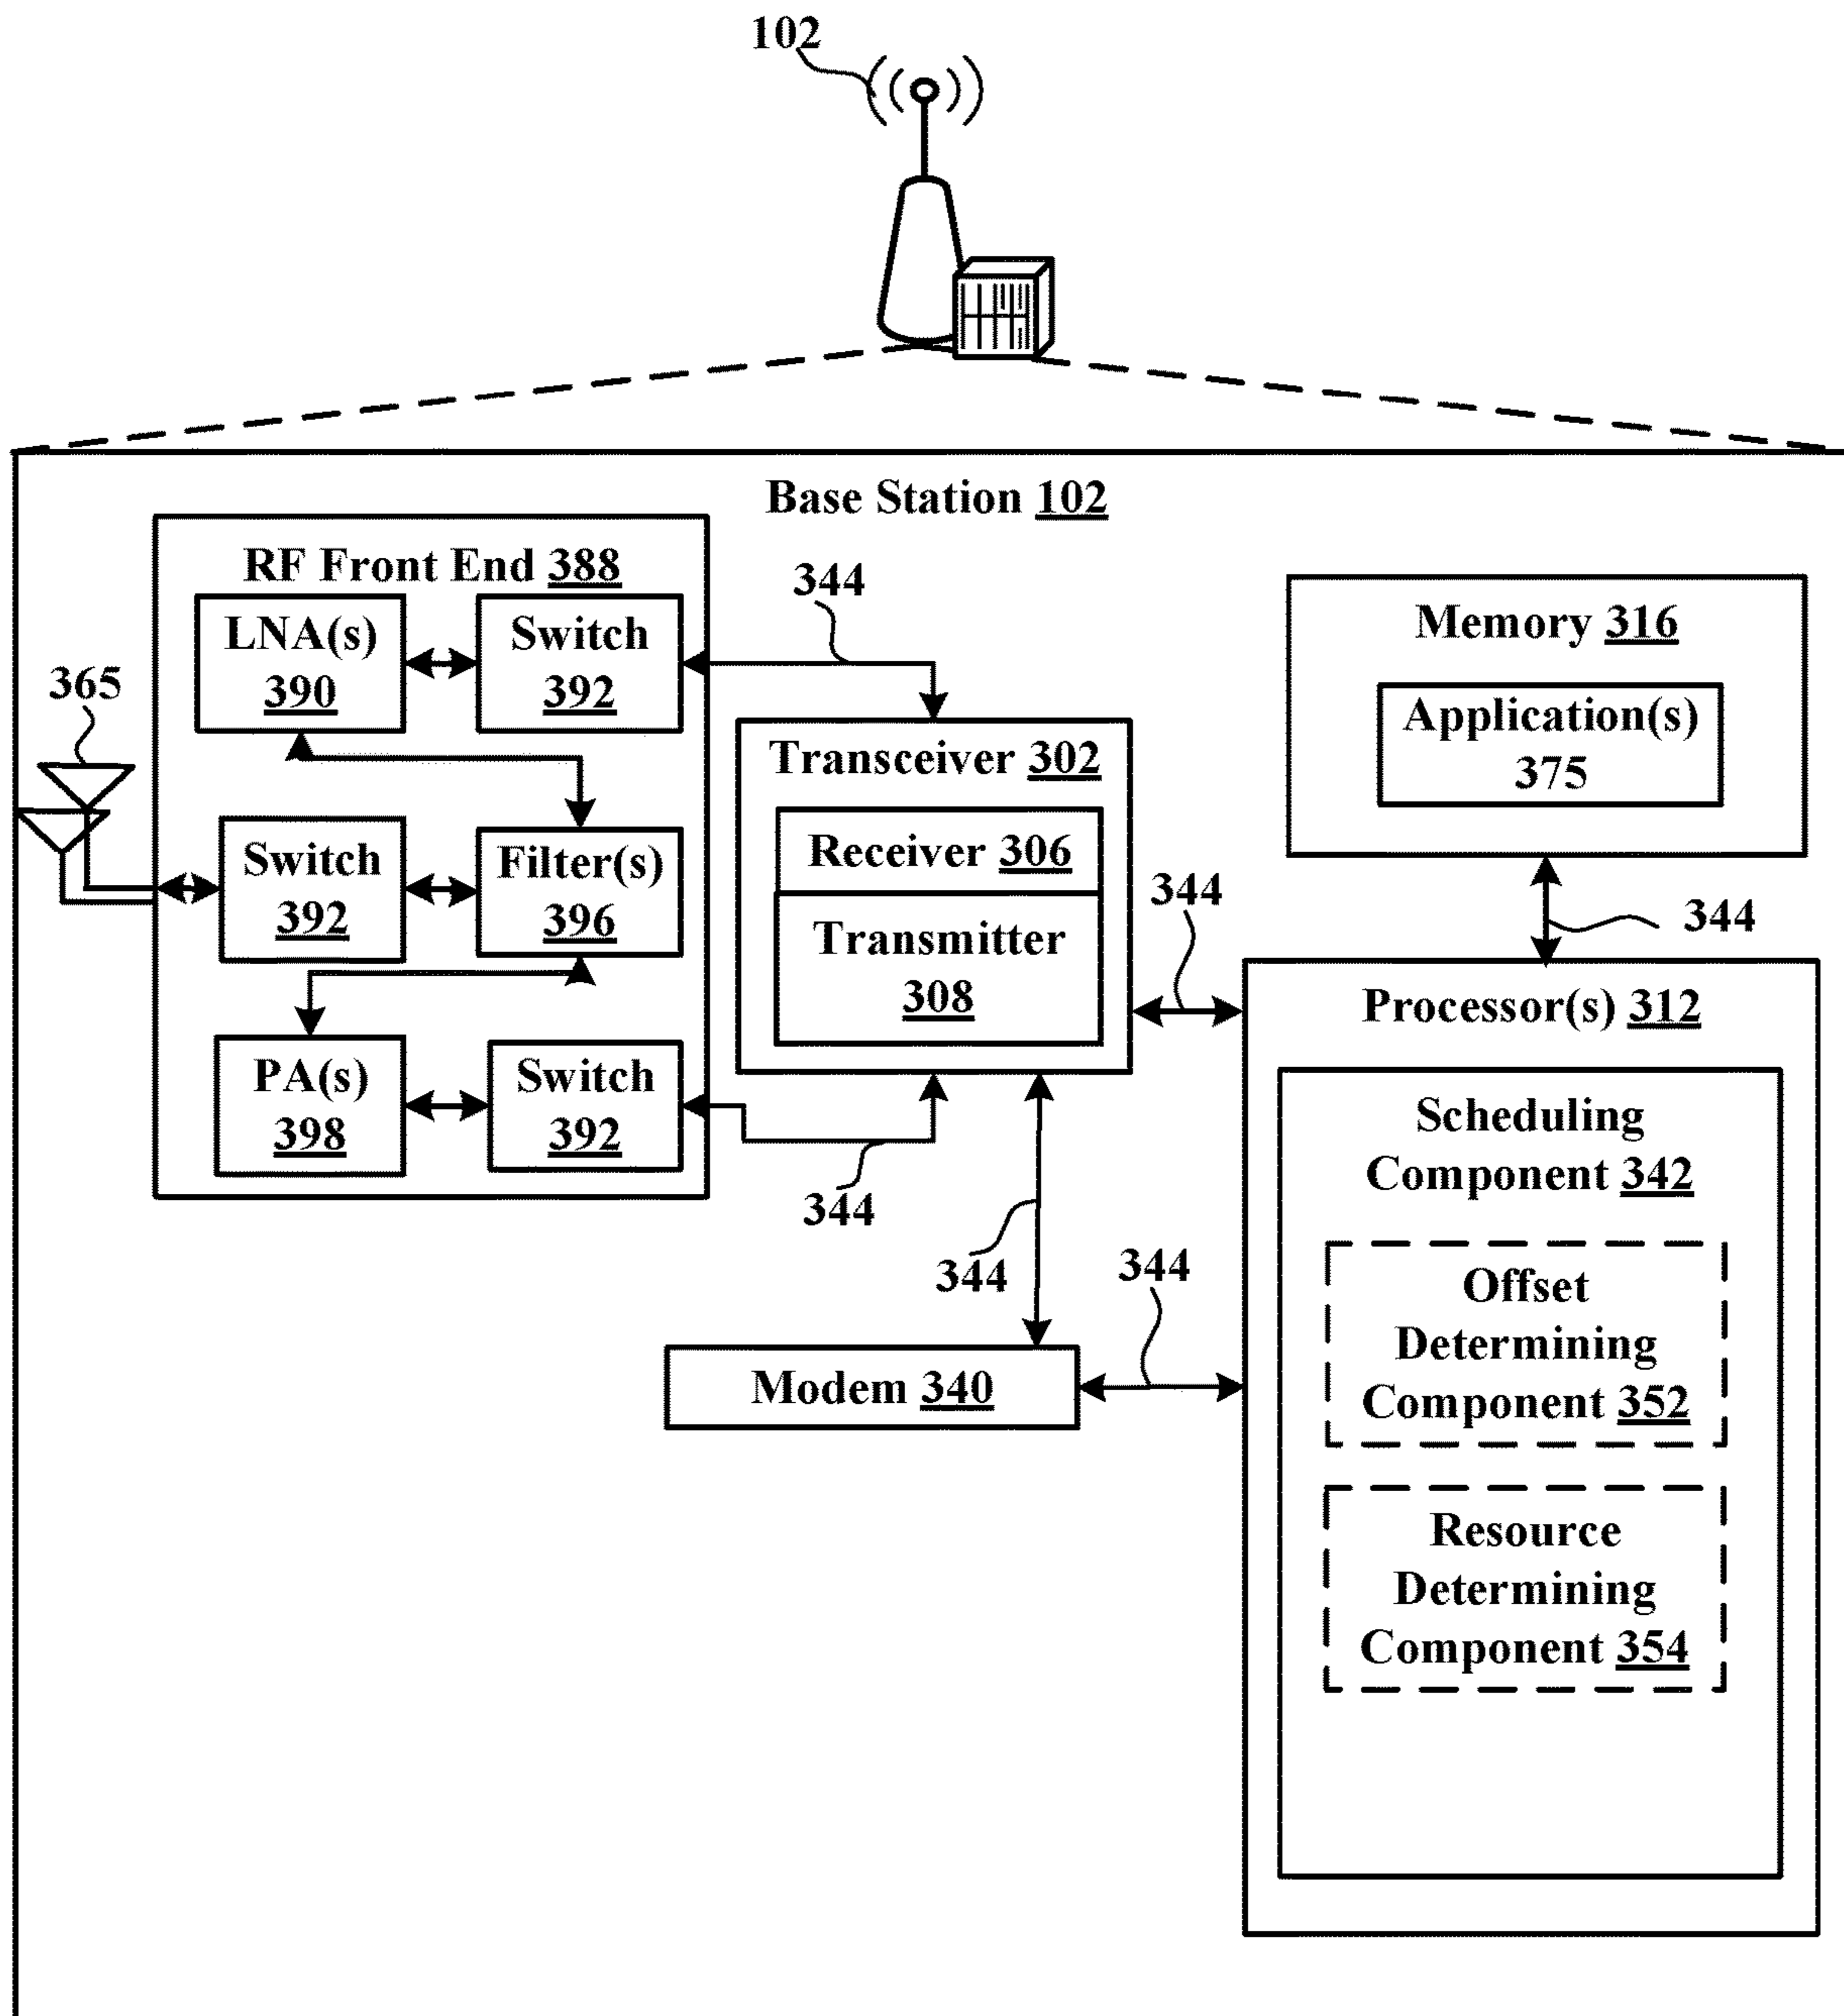 102
Base Station 102
RF Front End 388
LNA(s)
390
Switch
392
344
365
Switch
392
Filter(s)
396
PA(s)
398
Switch
392
344
Transceiver 302
Receiver 306
Transmitter
308
344
344
Modem 340
344
Memory 316
Application(s)
375
344
Processor(s) 312
Scheduling
Component 342
Offset
Determining
Component 352
Resource
Determining
Component 354